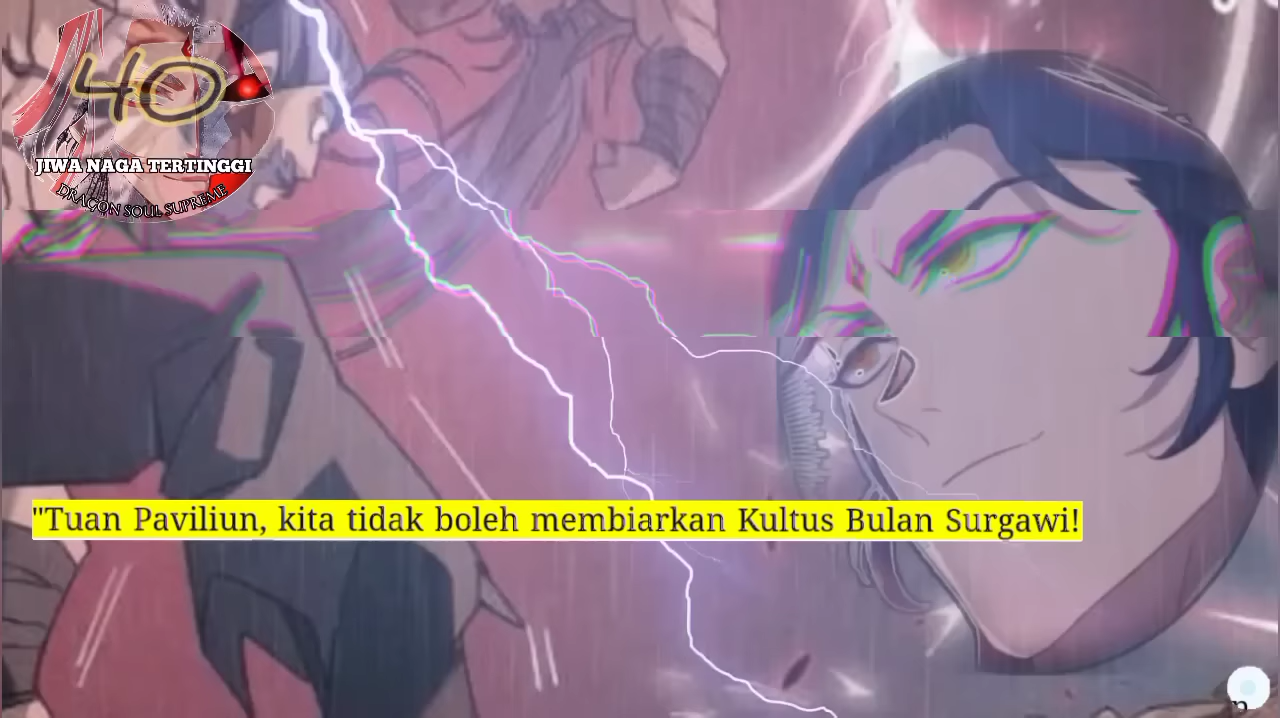 40
JIWA NAGA TERTINGGI
DRAGON SOUL SUPREME
"Tuan Paviliun, kita tidak boleh membiarkan Kultus Bulan Surgawi!